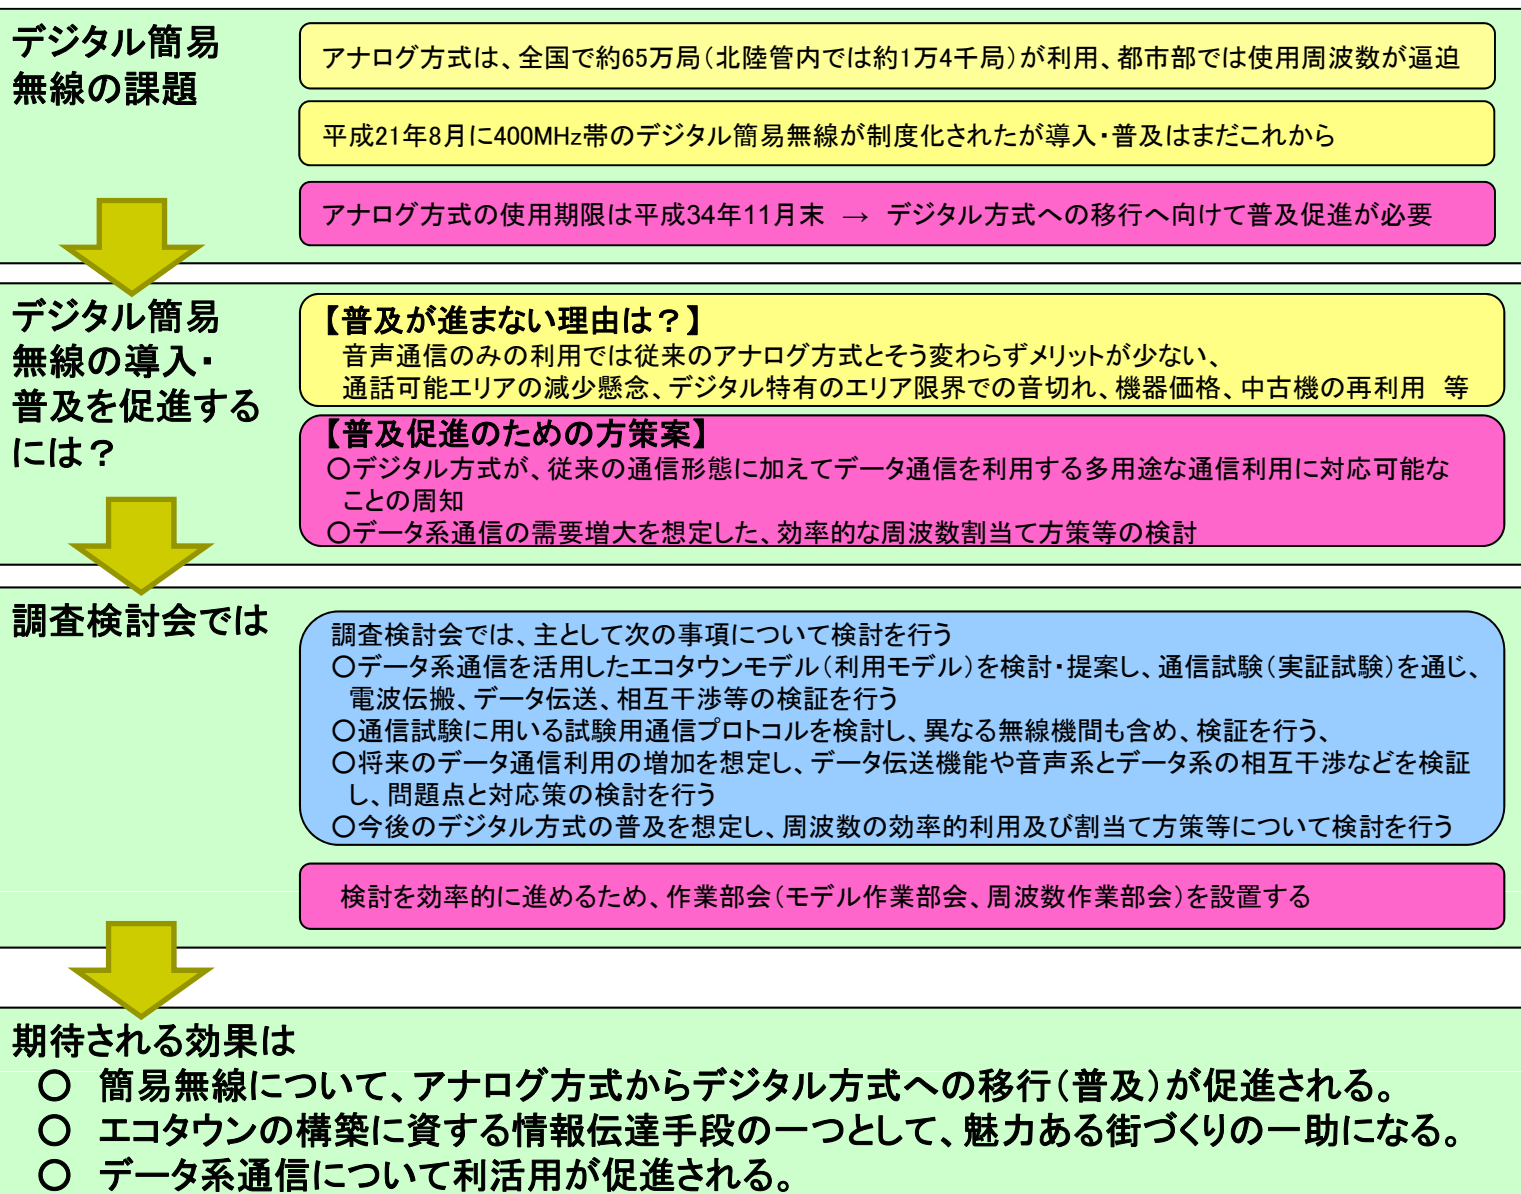 デジタル簡易
無線の課題
アナログ方式は、全国で約65万局（北陸管内では約1万4千局）が利用、都市部では使用周波数が逼迫
平成21年8月に400MHz帯のデジタル簡易無線が制度化されたが導入・普及はまだこれから
アナログ方式の使用期限は平成34年11月末　→　デジタル方式への移行へ向けて普及促進が必要
デジタル簡易
無線の導入・
普及を促進する
には？
【普及が進まない理由は？】
音声通信のみの利用では従来のアナログ方式とそう変わらずメリットが少ない、
通話可能エリアの減少懸念、デジタル特有のエリア限界での音切れ、機器価格、中古機の再利用　等
【普及促進のための方策案】
〇デジタル方式が、従来の通信形態に加えてデータ通信を利用する多用途な通信利用に対応可能な
ことの周知
〇データ系通信の需要増大を想定した、効率的な周波数割当て方策等の検討
調査検討会では
調査検討会では、主として次の事項について検討を行う
〇データ系通信を活用したエコタウンモデル（利用モデル）を検討・提案し、通信試験（実証試験）を通じ、
電波伝搬、データ伝送、相互干渉等の検証を行う
〇通信試験に用いる試験用通信プロトコルを検討し、異なる無線機間も含め、検証を行う、
〇将来のデータ通信利用の増加を想定し、データ伝送機能や音声系とデータ系の相互干渉などを検証
し、問題点と対応策の検討を行う
〇今後のデジタル方式の普及を想定し、周波数の効率的利用及び割当て方策等について検討を行う
検討を効率的に進めるため、作業部会（モデル作業部会、周波数作業部会）を設置する
期待される効果は
〇　簡易無線について、アナログ方式からデジタル方式への移行（普及）が促進される。
〇　エコタウンの構築に資する情報伝達手段の一つとして、魅力ある街づくりの一助になる。
〇　データ系通信について利活用が促進される。